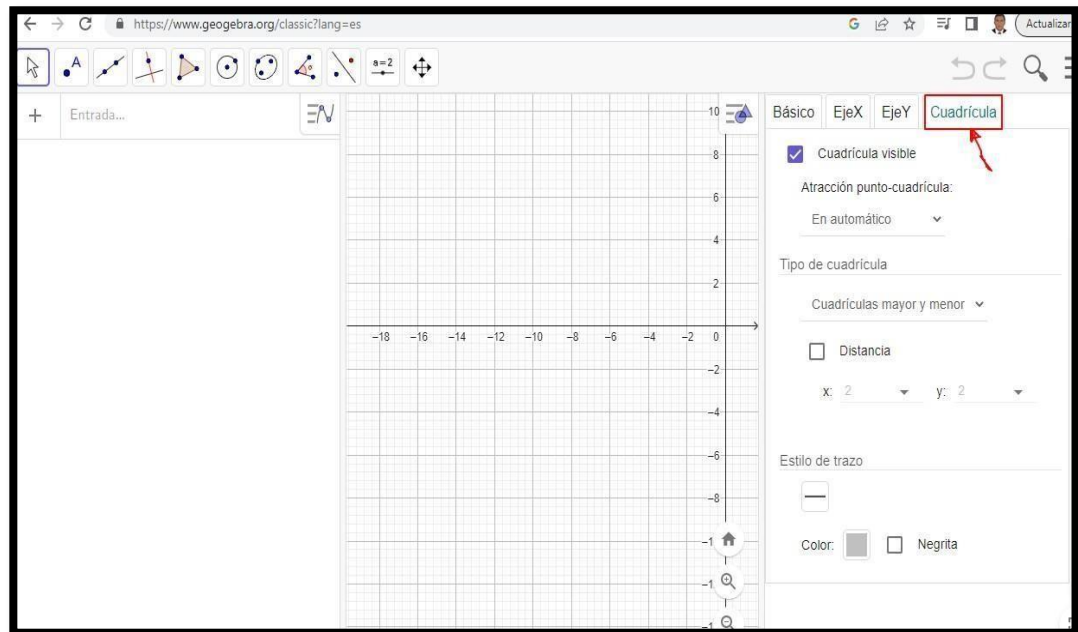 https://www.geogebra.org/classic?lang=es
Actualizar
A
a=2
Entrada...
Básico EjeX EjeY Cuadrícula
Cuadrícula visible
Atracción punto-cuadrícula:
En automático
Tipo de cuadrícula
Cuadrículas mayor y menor
Distancia
x: 2 y: 2
Estilo de trazo
Color: Negrita
10
8
6
4
2
−18 −16 −14 −12 −10 −8 −6 −4 −2 0
−2
−4
−6
−8